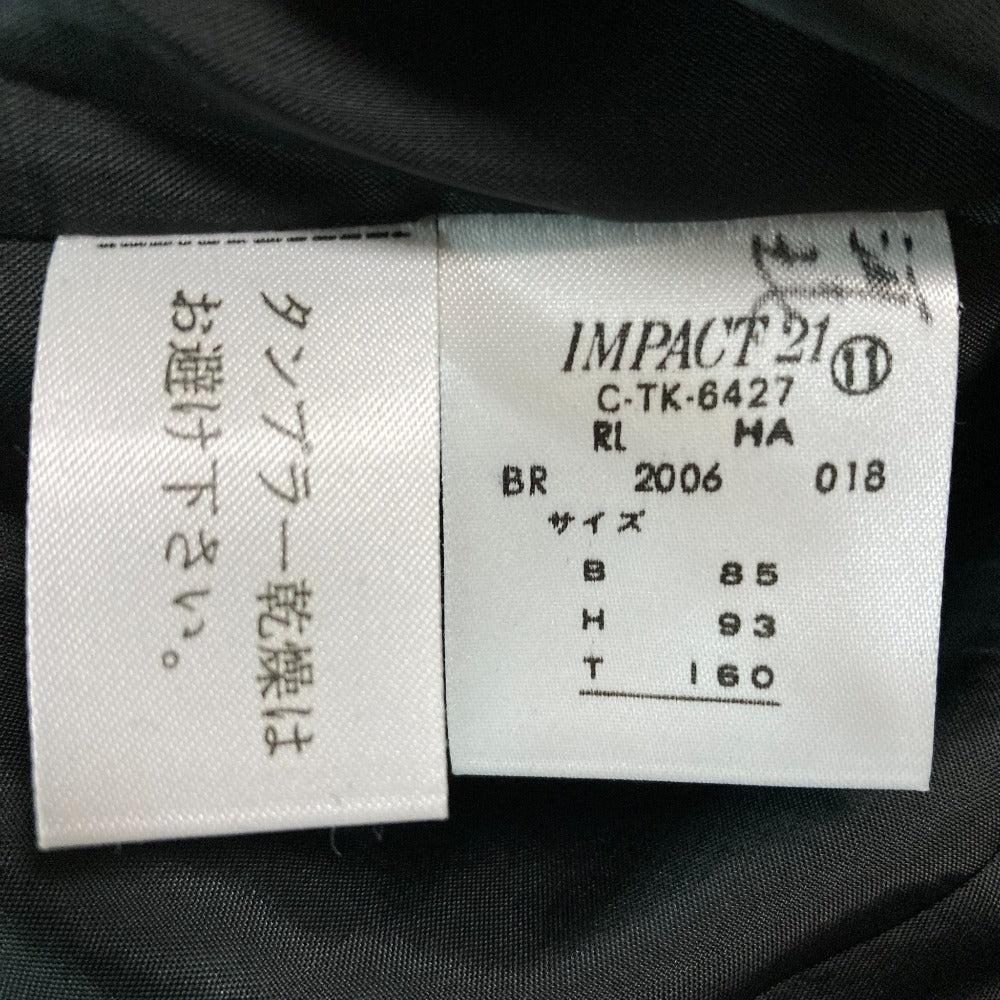 タンブラー乾燥は
お避け下さい。
IMPACT 21 ⑪
C-TK-6427
RL HA
BR 2006 018
サイズ
B 85
H 93
T 160